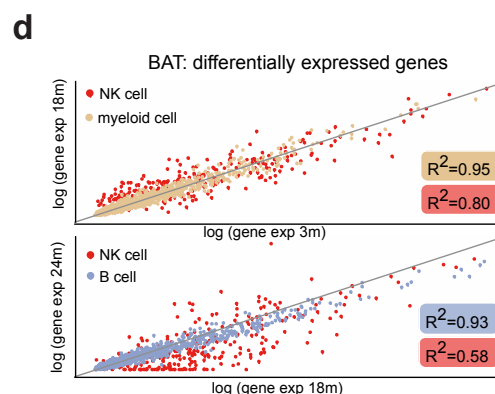 d
BAT: differentially expressed genes
log (gene exp 18m)
NK cell
myeloid cell
R²=0.95
R²=0.80
log (gene exp 3m)
log (gene exp 24m)
NK cell
B cell
R²=0.93
R²=0.58
log (gene exp 18m)